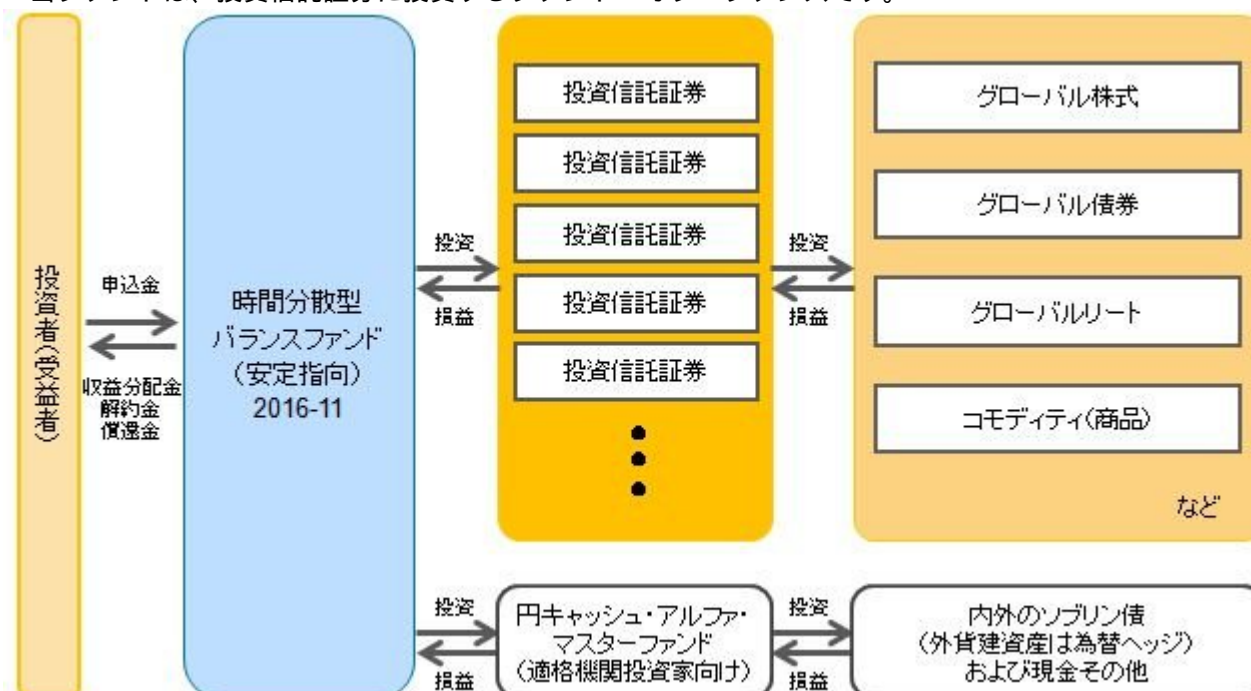 投資者(受益者)
申込金
収益分配金
解約金
償還金
時間分散型
バランスファンド
(安定指向)
2016-11
投資
損益
投資信託証券
投資信託証券
投資信託証券
投資信託証券
投資信託証券
投資
損益
グローバル株式
グローバル債券
グローバルリート
コモディティ(商品)
など
投資
損益
円キャッシュ・アルファ・
マスターファンド
(適格機関投資家向け)
投資
損益
内外のソブリン債
(外貨建資産は為替ヘッジ)
および現金その他